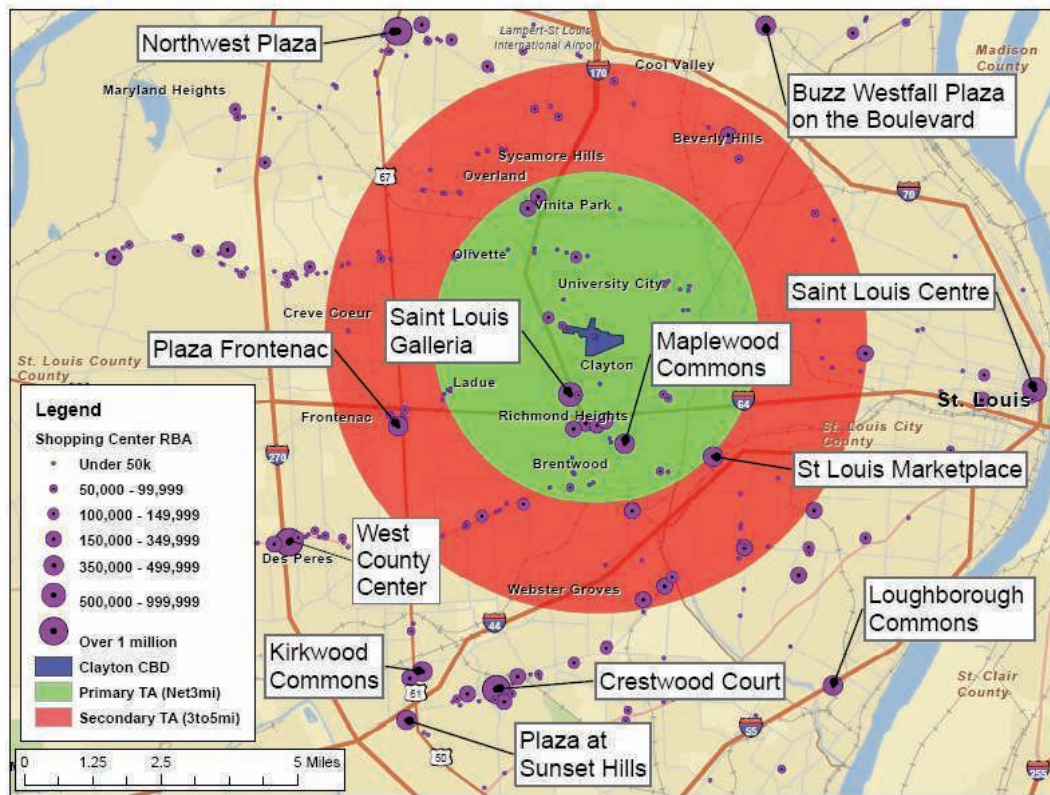 Northwest Plaza
Lambert-St Louis
International Airport
170
Cool Valley
Madison
County
Maryland Heights
Buzz Westfall Plaza
on the Boulevard
Beverly Hills
Sycamore Hills
67
Overland
70
Vinita Park
Olivette
University City
Saint Louis Centre
Creve Coeur
Saint Louis
Galleria
Maplewood
Commons
Plaza Frontenac
St. Louis County
County
Clayton
Ladue
64
St. Louis
Frontenac
Richmond Heights
St. Louis City
County
270
Brentwood
St Louis Marketplace
Legend
Shopping Center RBA
Under 50k
50,000 - 99,999
100,000 - 149,999
150,000 - 349,999
350,000 - 499,999
500,000 - 999,999
Over 1 million
Clayton CBD
Primary TA (Net3mi)
Secondary TA (3to5mi)
0 1.25 2.5 5 Miles
West
County
Center
Des Peres
Webster Groves
Loughborough
Commons
44
Kirkwood
Commons
61
Crestwood Court
St. Clair
County
Plaza at
Sunset Hills
50
55
255